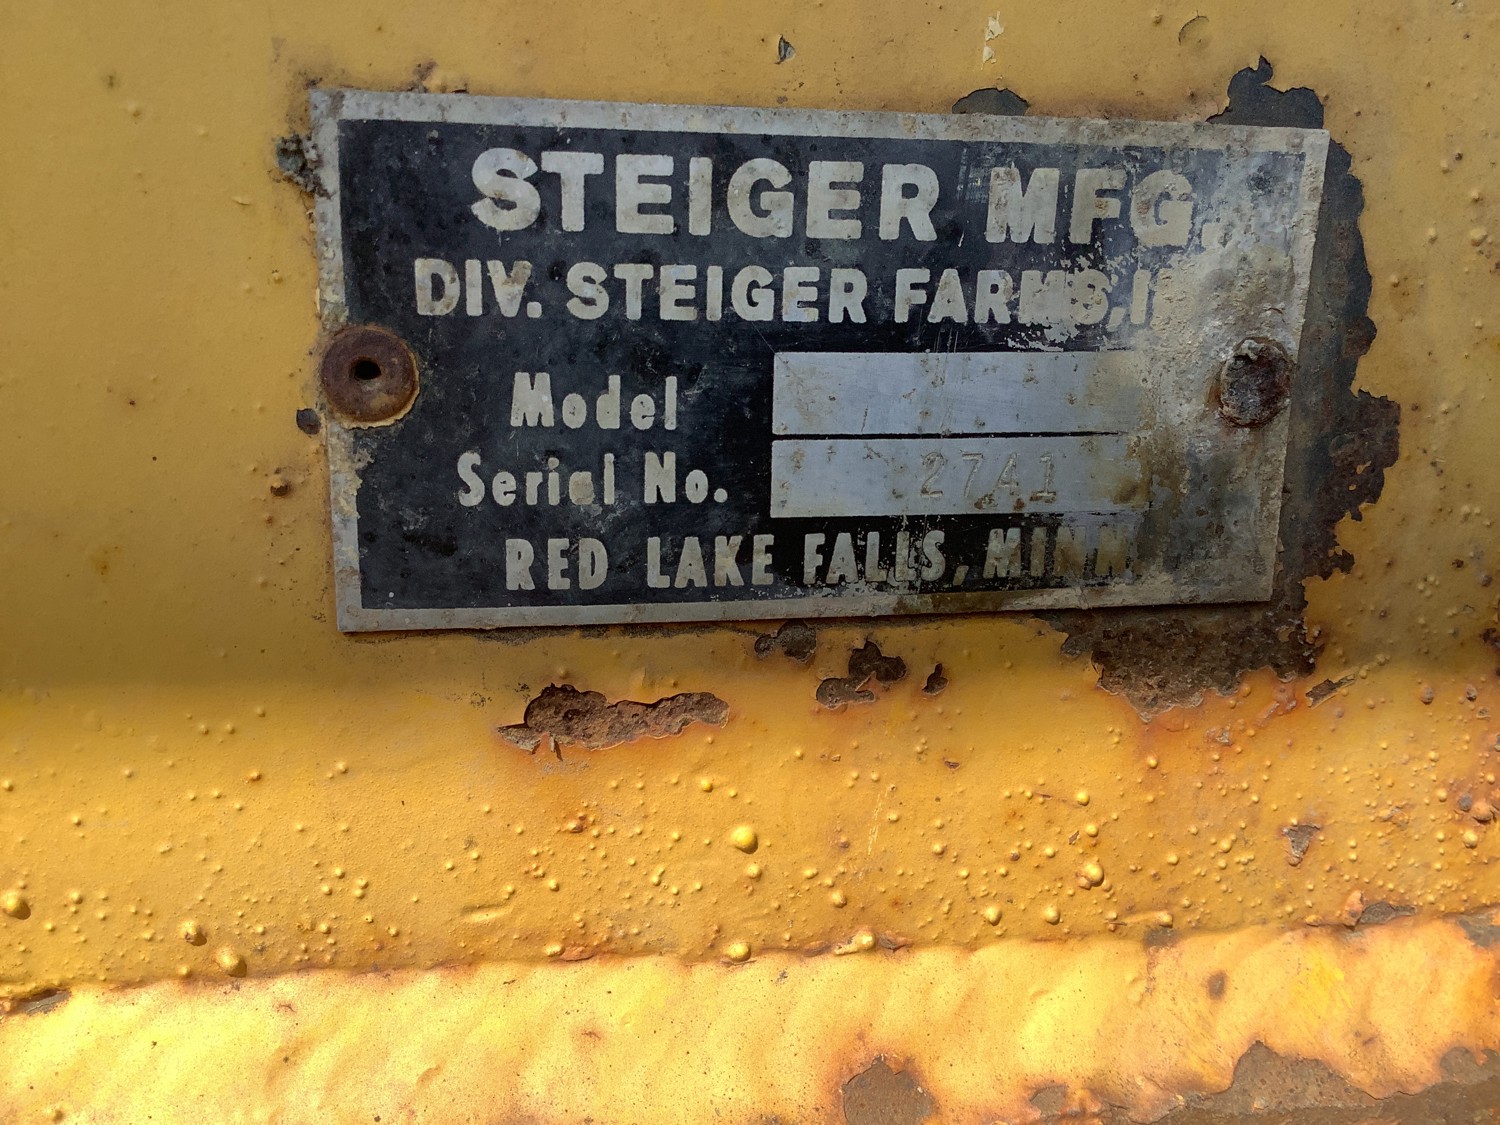 STEIGER MFG.
DIV. STEIGER FARMS, I
Model
Serial No. 2741
RED LAKE FALLS, MINN